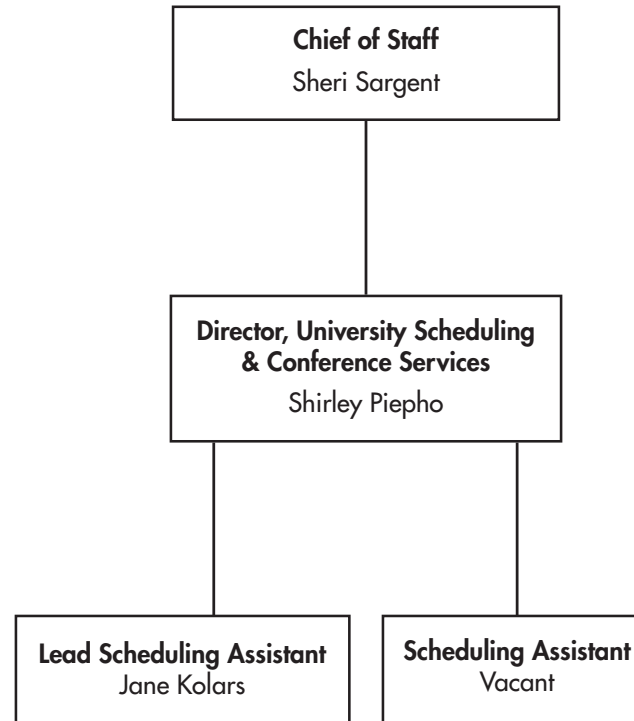 Chief of Staff
Sheri Sargent
Director, University Scheduling
& Conference Services
Shirley Piepho
Lead Scheduling Assistant
Jane Kolars
Scheduling Assistant
Vacant